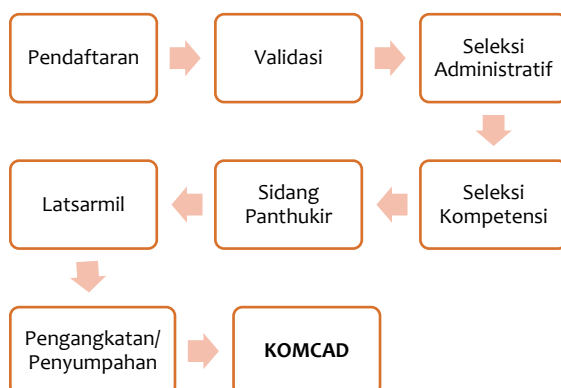 Pendaftaran
Validasi
Seleksi
Administratif
Seleksi
Kompetensi
Sidang
Panthukir
Latsarmil
Pengangkatan/
Penyumpahan
KOMCAD